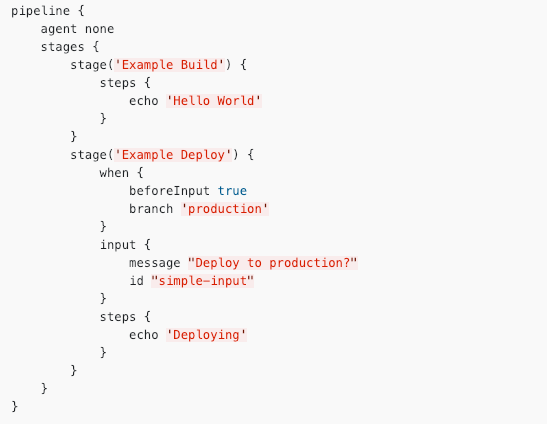 pipeline {
    agent none
    stages {
        stage('Example Build') {
            steps {
                echo 'Hello World'
            }
        }
        stage('Example Deploy') {
            when {
                beforeInput true
                branch 'production'
            }
            input {
                message "Deploy to production?"
                id "simple-input"
            }
            steps {
                echo 'Deploying'
            }
        }
    }
}